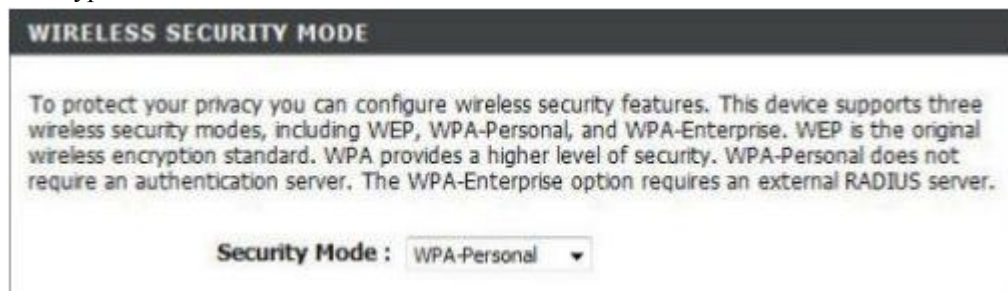 WIRELESS SECURITY MODE
To protect your privacy you can configure wireless security features. This device supports three
wireless security modes, including WEP, WPA-Personal, and WPA-Enterprise. WEP is the original
wireless encryption standard. WPA provides a higher level of security. WPA-Personal does not
require an authentication server. The WPA-Enterprise option requires an external RADIUS server.
Security Mode : WPA-Personal